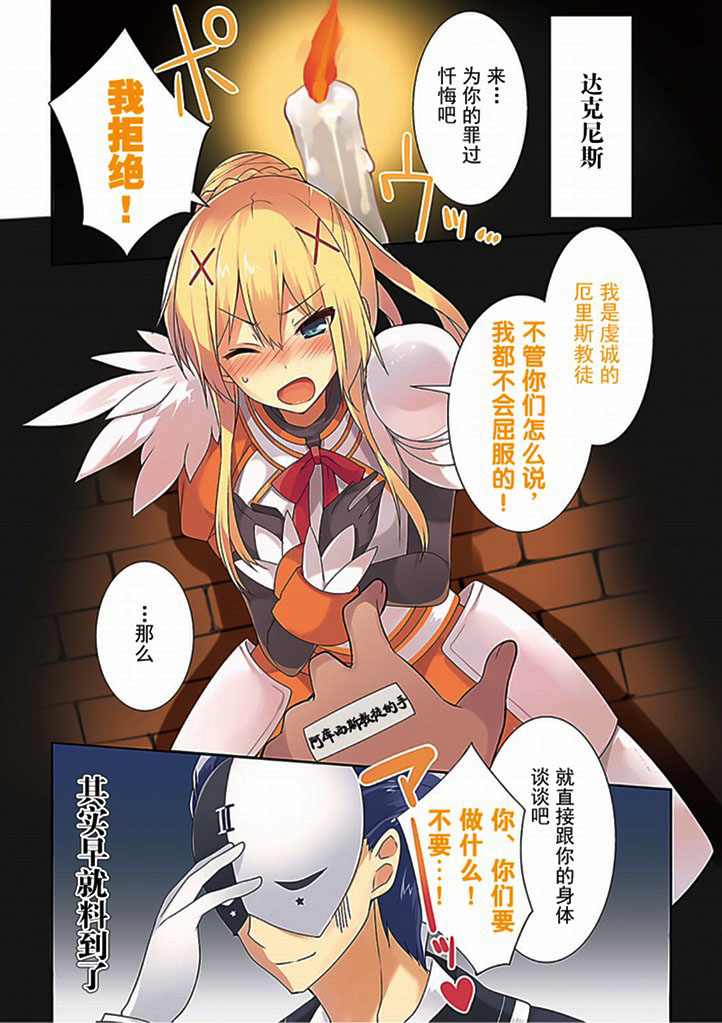 达克尼斯
来…
为你的罪过
忏悔吧
ポ
ウッ…
我拒绝！
我是虔诚的
厄里斯教徒
不管你们怎么说，
我都不会屈服的！
…那么
阿库西斯教徒的手
就直接跟你的身体
谈谈吧
你、你们要
做什么！
不要…！
ア
其实早就料到了
II